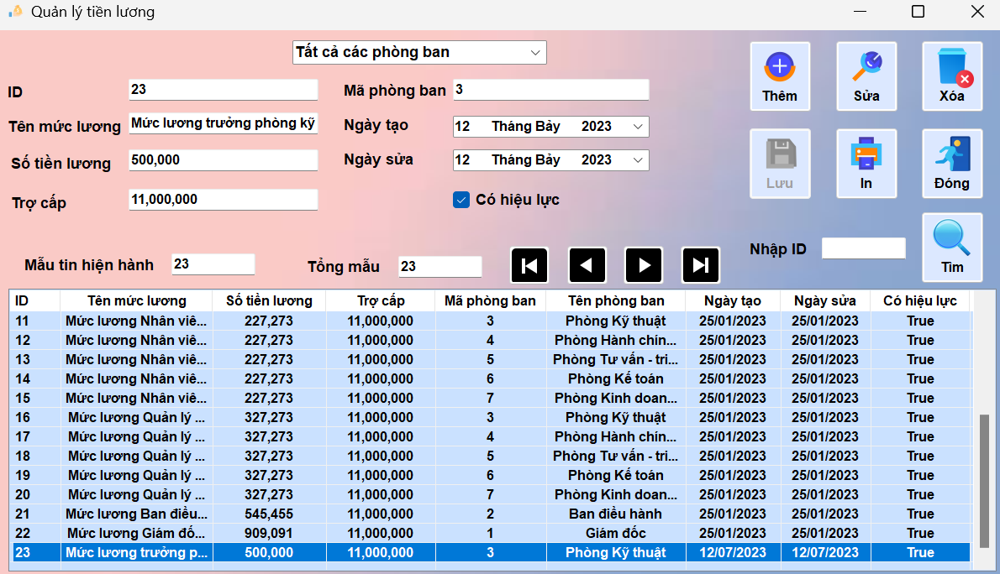 Quản lý tiền lương
Tất cả các phòng ban
ID 23 Mã phòng ban 3
Tên mức lương Mức lương trưởng phòng kỹ Ngày tạo 12 Tháng Bảy 2023
Số tiền lương 500,000 Ngày sửa 12 Tháng Bảy 2023
Trợ cấp 11,000,000 Có hiệu lực
Thêm Sửa Xóa
Lưu In Đóng
Nhập ID Tìm
Mẫu tin hiện hành 23 Tổng mẫu 23
ID Tên mức lương Số tiền lương Trợ cấp Mã phòng ban Tên phòng ban Ngày tạo Ngày sửa Có hiệu lực
11 Mức lương Nhân viê... 227,273 11,000,000 3 Phòng Kỹ thuật 25/01/2023 25/01/2023 True
12 Mức lương Nhân viê... 227,273 11,000,000 4 Phòng Hành chín... 25/01/2023 25/01/2023 True
13 Mức lương Nhân viê... 227,273 11,000,000 5 Phòng Tư vấn - tri... 25/01/2023 25/01/2023 True
14 Mức lương Nhân viê... 227,273 11,000,000 6 Phòng Kế toán 25/01/2023 25/01/2023 True
15 Mức lương Nhân viê... 227,273 11,000,000 7 Phòng Kinh doan... 25/01/2023 25/01/2023 True
16 Mức lương Quản lý ... 327,273 11,000,000 3 Phòng Kỹ thuật 25/01/2023 25/01/2023 True
17 Mức lương Quản lý ... 327,273 11,000,000 4 Phòng Hành chín... 25/01/2023 25/01/2023 True
18 Mức lương Quản lý ... 327,273 11,000,000 5 Phòng Tư vấn - tri... 25/01/2023 25/01/2023 True
19 Mức lương Quản lý ... 327,273 11,000,000 6 Phòng Kế toán 25/01/2023 25/01/2023 True
20 Mức lương Quản lý ... 327,273 11,000,000 7 Phòng Kinh doan... 25/01/2023 25/01/2023 True
21 Mức lương Ban điều... 545,455 11,000,000 2 Ban điều hành 25/01/2023 25/01/2023 True
22 Mức lương Giám đố... 909,091 11,000,000 1 Giám đốc 25/01/2023 25/01/2023 True
23 Mức lương trưởng p... 500,000 11,000,000 3 Phòng Kỹ thuật 12/07/2023 12/07/2023 True